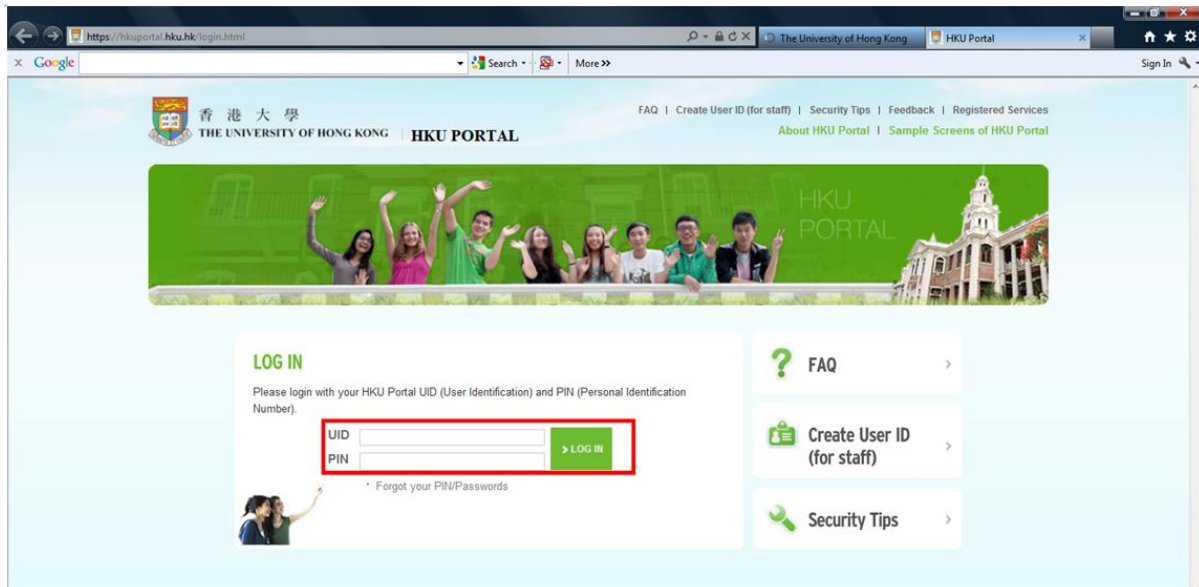 https://hkuportal.hku.hk/login.html
The University of Hong Kong
HKU Portal
Google
Search
More >>
Sign In
香港大學
THE UNIVERSITY OF HONG KONG | HKU PORTAL
FAQ | Create User ID (for staff) | Security Tips | Feedback | Registered Services
About HKU Portal | Sample Screens of HKU Portal
HKU
PORTAL
LOG IN
Please login with your HKU Portal UID (User Identification) and PIN (Personal Identification
Number).
UID
PIN
> LOG IN
Forgot your PIN/Passwords
FAQ
Create User ID
(for staff)
Security Tips